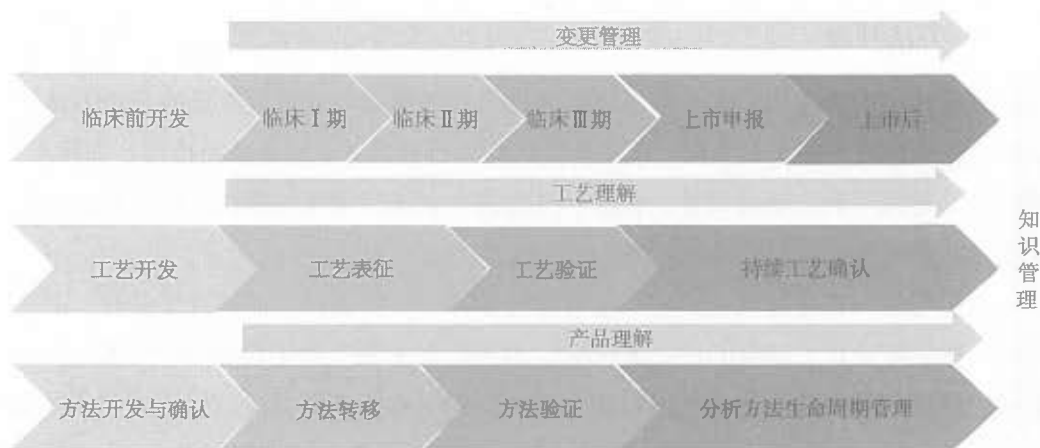 变更管理
临床前开发 临床Ⅰ期 临床Ⅱ期 临床Ⅲ期 上市申报 上市后
工艺理解
工艺开发 工艺表征 工艺验证 持续工艺确认
产品理解
方法开发与确认 方法转移 方法验证 分析方法生命周期管理
知识管理